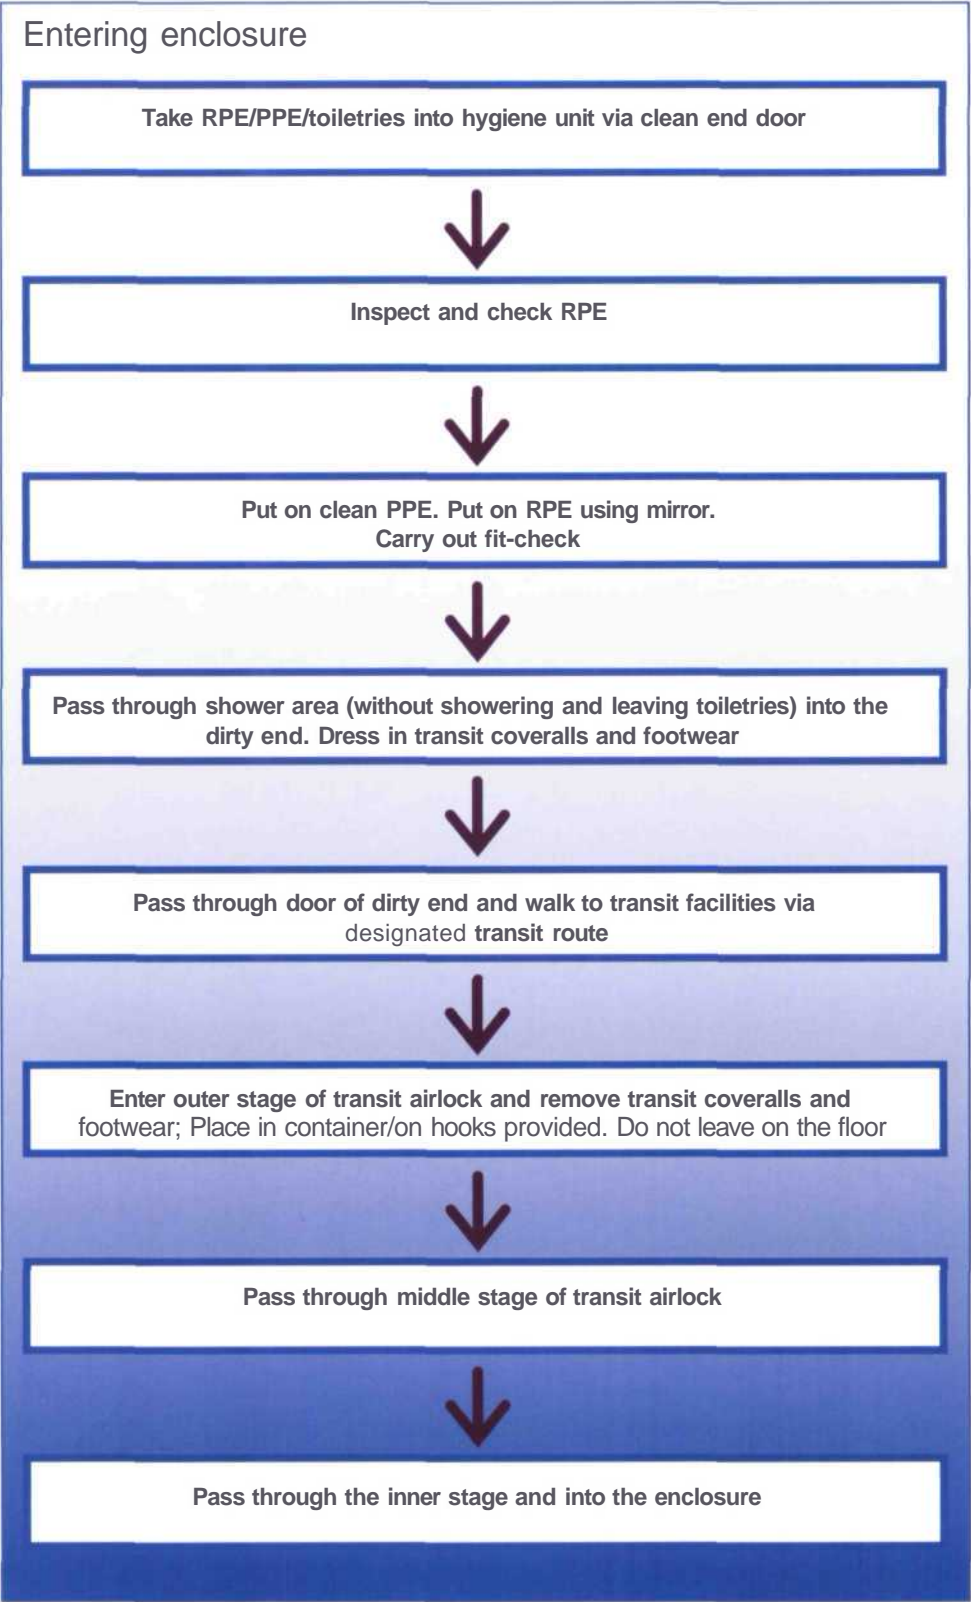 Entering enclosure
Take RPE/PPE/toiletries into hygiene unit via clean end door
Inspect and check RPE
Put on clean PPE. Put on RPE using mirror.
Carry out fit-check
Pass through shower area (without showering and leaving toiletries) into the
dirty end. Dress in transit coveralls and footwear
Pass through door of dirty end and walk to transit facilities via
designated transit route
Enter outer stage of transit airlock and remove transit coveralls and
footwear; Place in container/on hooks provided. Do not leave on the floor
Pass through middle stage of transit airlock
Pass through the inner stage and into the enclosure